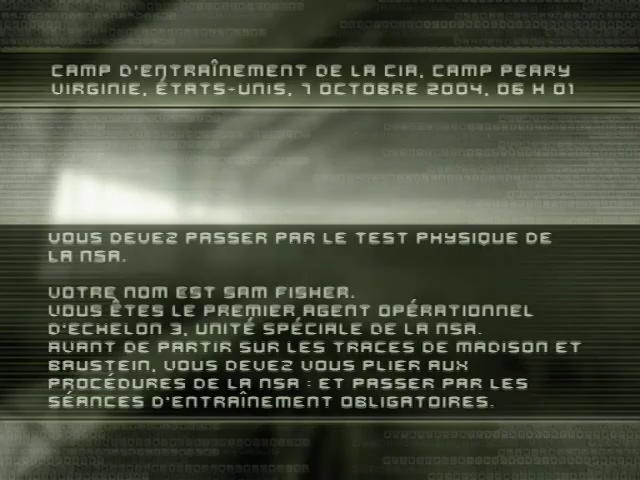 CAMP D'ENTRAÎNEMENT DE LA CIA, CAMP PEARY
VIRGINIE, ÉTATS-UNIS, 7 OCTOBRE 2004, 06 H 01
VOUS DEVEZ PASSER PAR LE TEST PHYSIQUE DE
LA NSA.
VOTRE NOM EST SAM FISHER.
VOUS ÊTES LE PREMIER AGENT OPÉRATIONNEL
D'ECHELON 3, UNITÉ SPÉCIALE DE LA NSA.
AVANT DE PARTIR SUR LES TRACES DE MADISON ET
BAUSTEIN, VOUS DEVEZ VOUS PLIER AUX
PROCÉDURES DE LA NSA : ET PASSER PAR LES
SÉANCES D'ENTRAÎNEMENT OBLIGATOIRES.